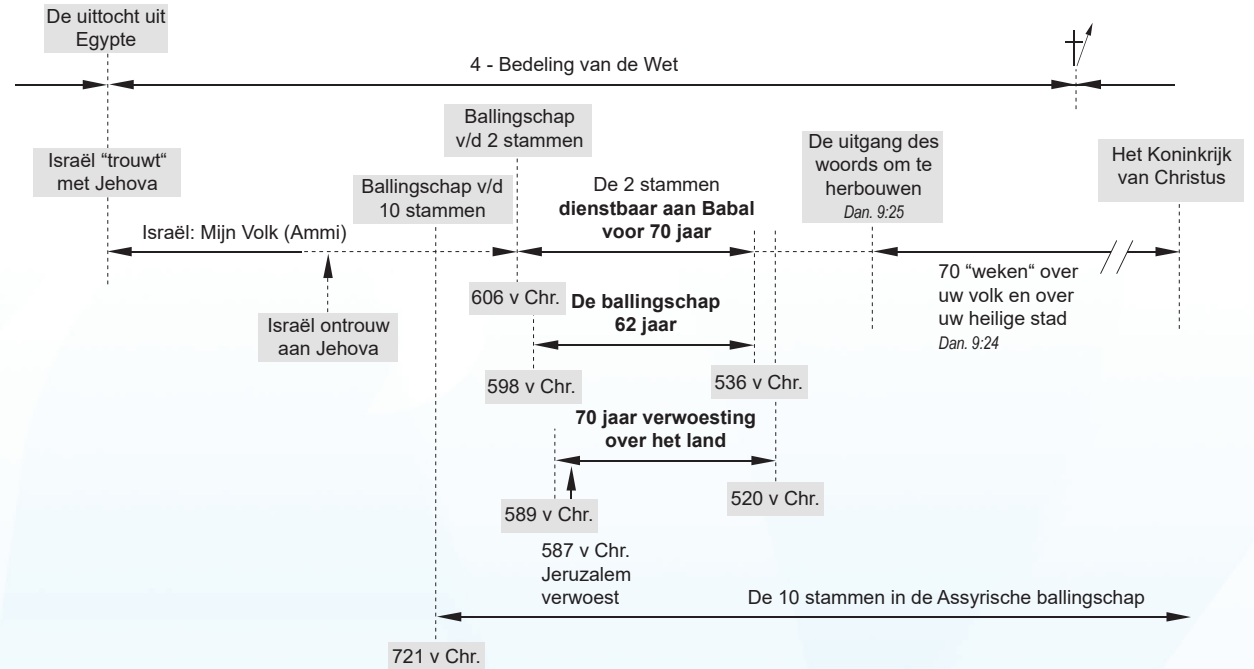 De uittocht uit
Egypte
4 - Bedeling van de Wet
Israël “trouwt“
met Jehova
Ballingschap v/d
10 stammen
Ballingschap
v/d 2 stammen
De 2 stammen
dienstbaar aan Babal
voor 70 jaar
De uitgang des
woords om te
herbouwen
Dan. 9:25
Het Koninkrijk
van Christus
Israël: Mijn Volk (Ammi)
Israël ontrouw
aan Jehova
606 v Chr.
De ballingschap
62 jaar
70 “weken“ over
uw volk en over
uw heilige stad
Dan. 9:24
598 v Chr.
536 v Chr.
70 jaar verwoesting
over het land
589 v Chr.
520 v Chr.
587 v Chr.
Jeruzalem
verwoest
De 10 stammen in de Assyrische ballingschap
721 v Chr.